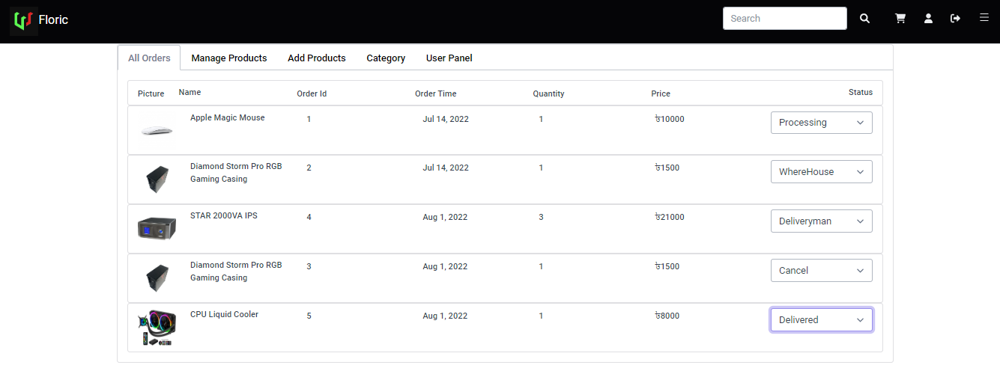 Floric
Search
All Orders Manage Products Add Products Category User Panel
Picture Name Order Id Order Time Quantity Price Status
Apple Magic Mouse 1 Jul 14, 2022 1 ৳10000 Processing
Diamond Storm Pro RGB
Gaming Casing 2 Jul 14, 2022 1 ৳1500 WhereHouse
STAR 2000VA IPS 4 Aug 1, 2022 3 ৳21000 Deliveryman
Diamond Storm Pro RGB
Gaming Casing 3 Aug 1, 2022 1 ৳1500 Cancel
CPU Liquid Cooler 5 Aug 1, 2022 1 ৳8000 Delivered